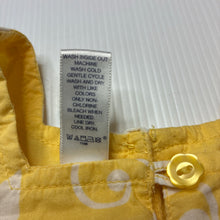 WASH INSIDE OUT
MACHINE
WASH COLD
GENTLE CYCLE
WASH AND DRY
WITH LIKE
COLORS
ONLY NON-
CHLORINE
BLEACH WHEN
NEEDED
LINE DRY
COOL IRON